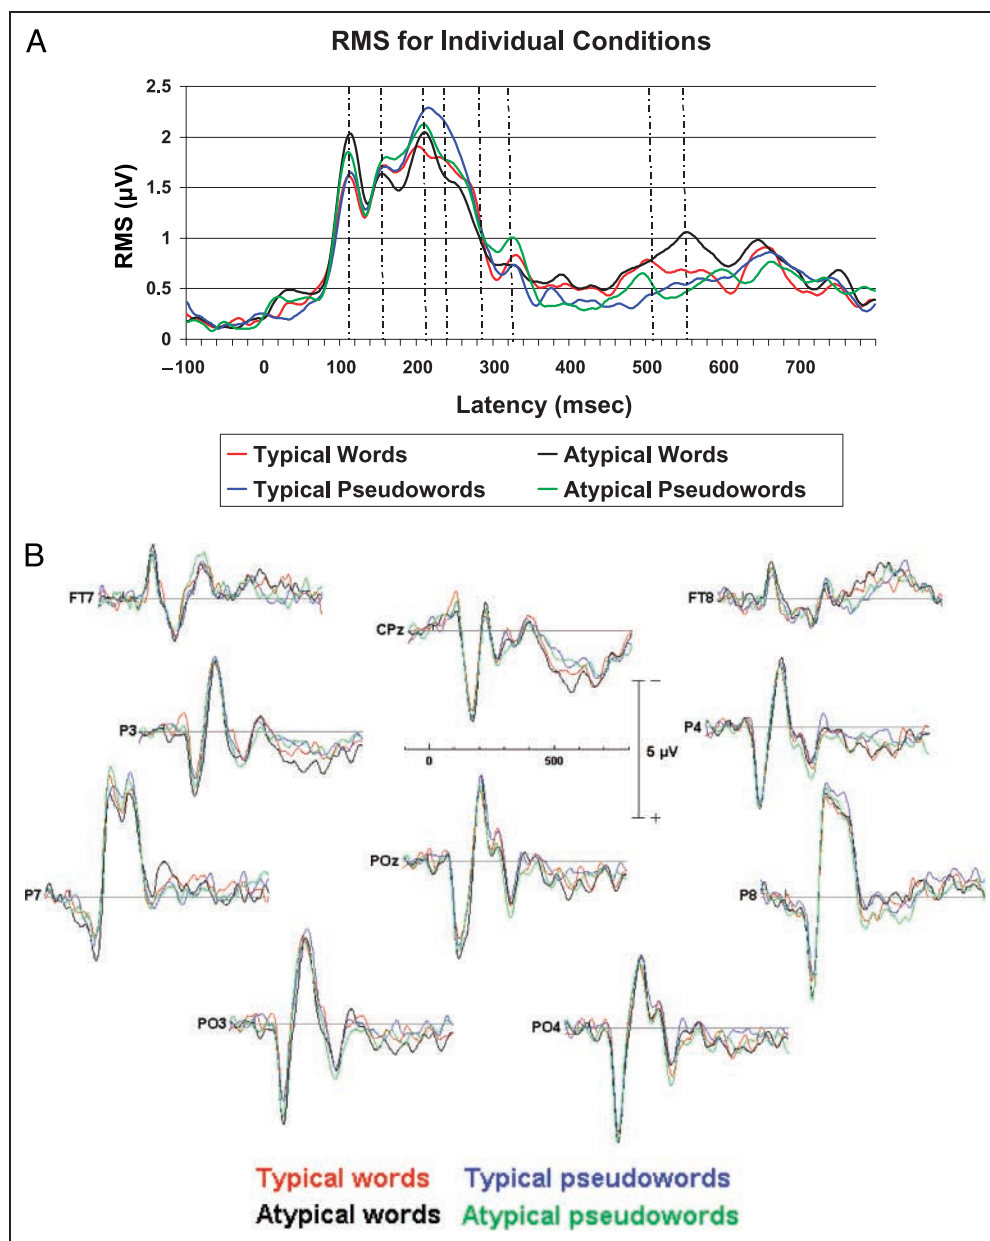 A
RMS for Individual Conditions
2.5
2
1.5
1
0.5
0
RMS (µV)
–100 0 100 200 300 400 500 600 700
Latency (msec)
Typical Words Atypical Words
Typical Pseudowords Atypical Pseudowords
B
FT7
FT8
CPz
P3
P4
–
5 µV
+
0 500
P7
POz
P8
PO3
PO4
Typical words Typical pseudowords
Atypical words Atypical pseudowords